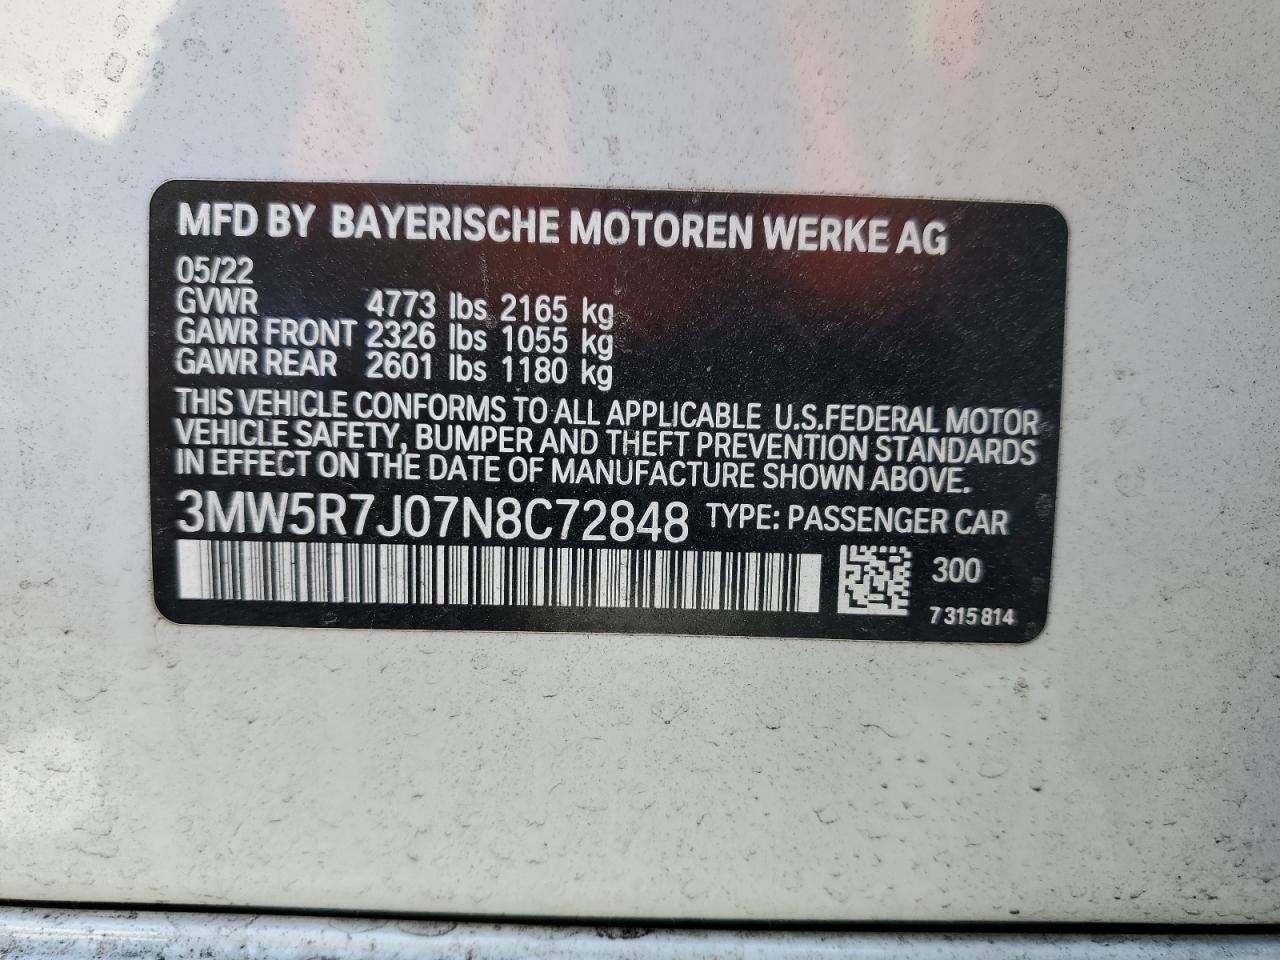 MFD BY BAYERISCHE MOTOREN WERKE AG
05/22
GVWR 4773 lbs 2165 kg
GAWR FRONT 2326 lbs 1055 kg
GAWR REAR 2601 lbs 1180 kg
THIS VEHICLE CONFORMS TO ALL APPLICABLE U.S.FEDERAL MOTOR
VEHICLE SAFETY, BUMPER AND THEFT PREVENTION STANDARDS
IN EFFECT ON THE DATE OF MANUFACTURE SHOWN ABOVE.
3MW5R7J07N8C72848 TYPE: PASSENGER CAR
300
7 315 814